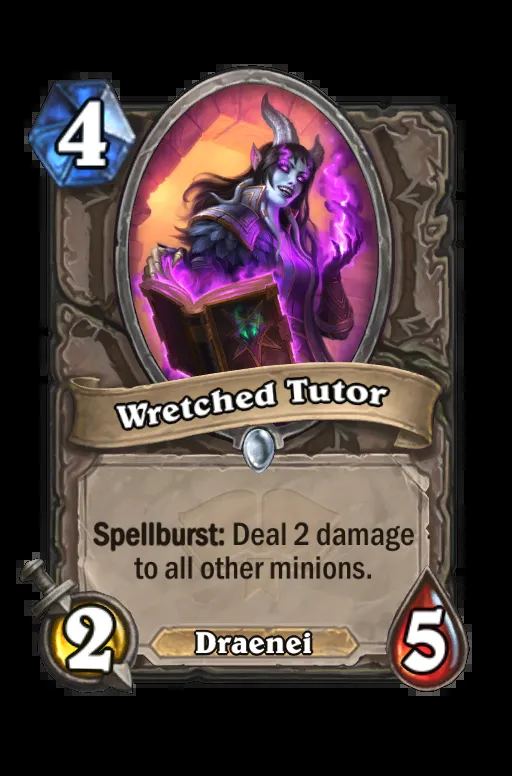 4
Wretched Tutor
Spellburst: Deal 2 damage
to all other minions.
2
Draenei
5